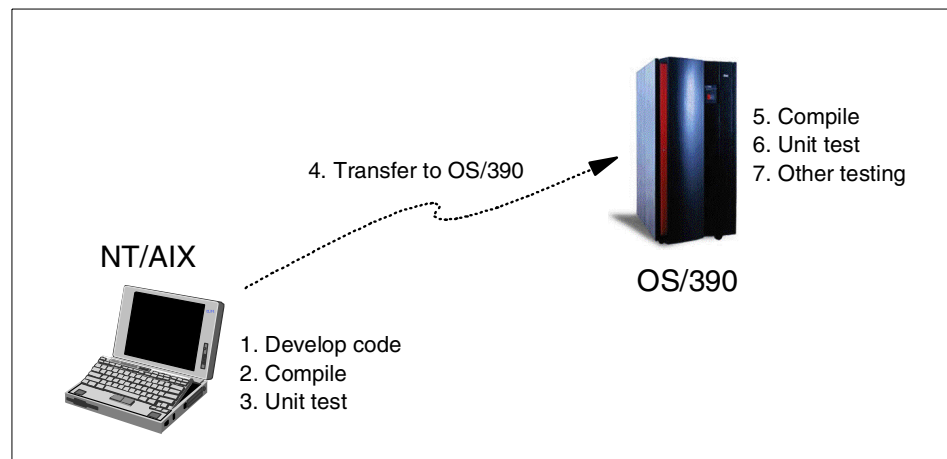 NT/AIX
1. Develop code
2. Compile
3. Unit test
4. Transfer to OS/390
5. Compile
6. Unit test
7. Other testing
OS/390